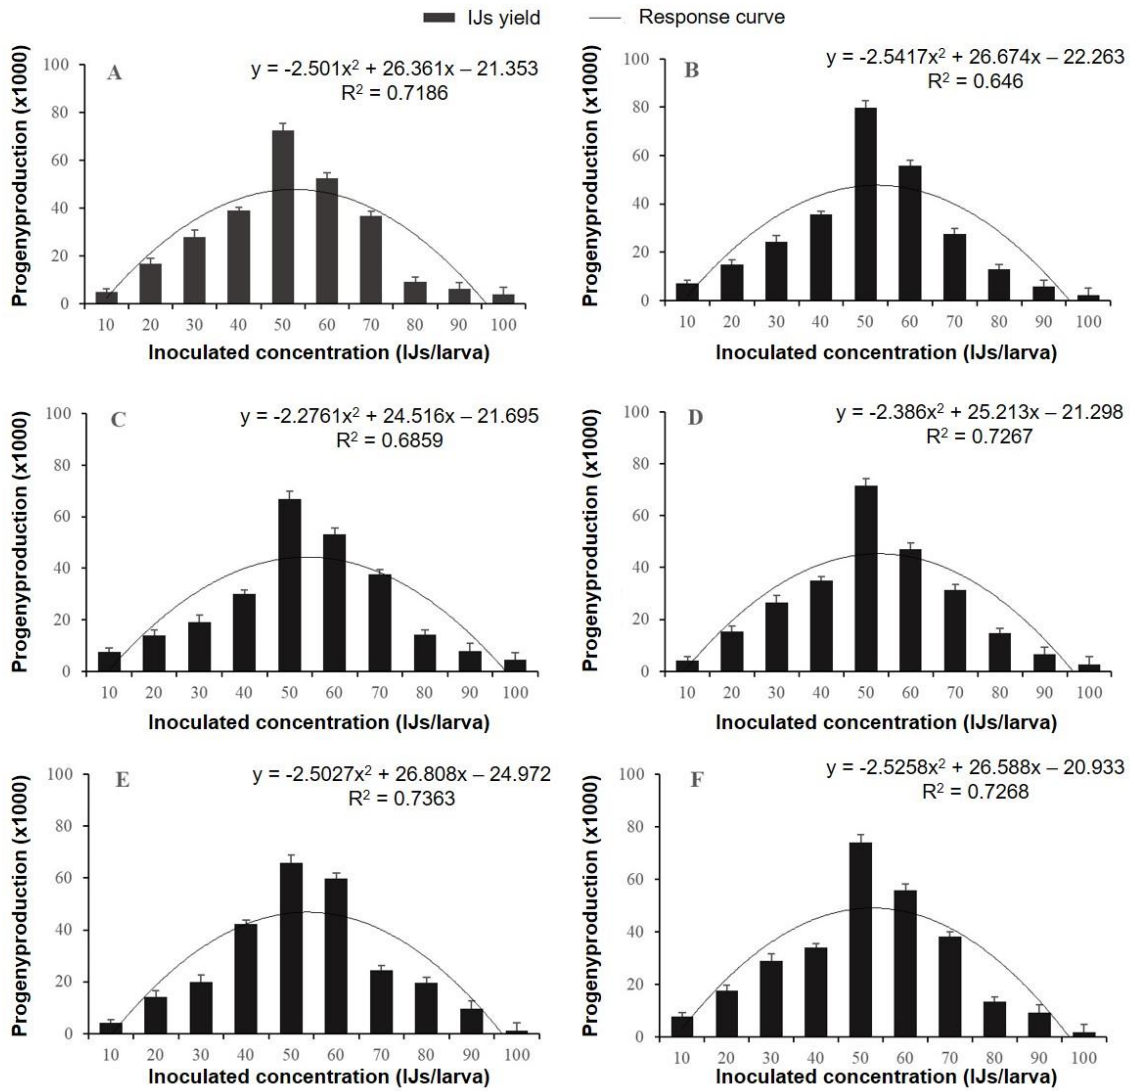 IJs yield Response curve
A
y = -2.501x² + 26.361x – 21.353
R² = 0.7186
Progenyproduction (x1000)
100
80
60
40
20
0
10 20 30 40 50 60 70 80 90 100
Inoculated concentration (IJs/larva)
B
y = -2.5417x² + 26.674x – 22.263
R² = 0.646
Progenyproduction (x1000)
100
80
60
40
20
0
10 20 30 40 50 60 70 80 90 100
Inoculated concentration (IJs/larva)
C
y = -2.2761x² + 24.516x – 21.695
R² = 0.6859
Progenyproduction (x1000)
100
80
60
40
20
0
10 20 30 40 50 60 70 80 90 100
Inoculated concentration (IJs/larva)
D
y = -2.386x² + 25.213x – 21.298
R² = 0.7267
Progenyproduction (x1000)
100
80
60
40
20
0
10 20 30 40 50 60 70 80 90 100
Inoculated concentration (IJs/larva)
E
y = -2.5027x² + 26.808x – 24.972
R² = 0.7363
Progenyproduction (x1000)
100
80
60
40
20
0
10 20 30 40 50 60 70 80 90 100
Inoculated concentration (IJs/larva)
F
y = -2.5258x² + 26.588x – 20.933
R² = 0.7268
Progenyproduction (x1000)
100
80
60
40
20
0
10 20 30 40 50 60 70 80 90 100
Inoculated concentration (IJs/larva)